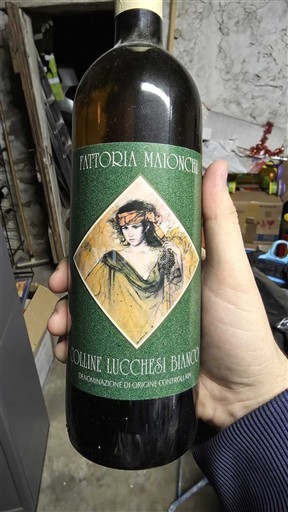 FATTORIA MAIONCHI
COLLINE LUCCHESI BIANCO
DENOMINAZIONE DI ORIGINE CONTROLLATA